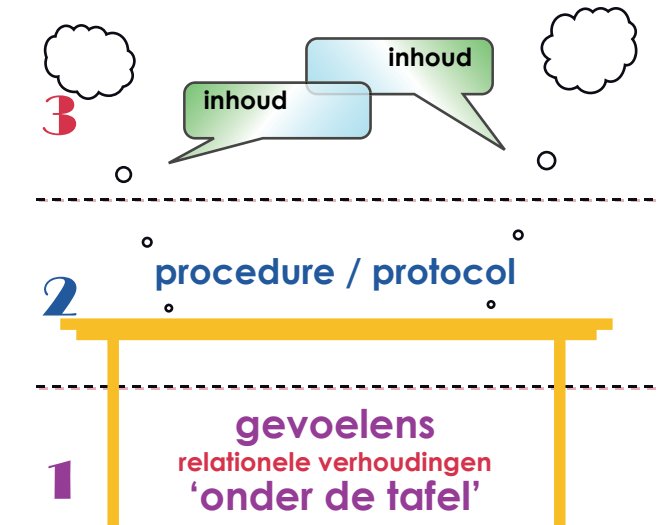 inhoud
inhoud
3
procedure / protocol
2
gevoelens
relationele verhoudingen
1
‘onder de tafel’